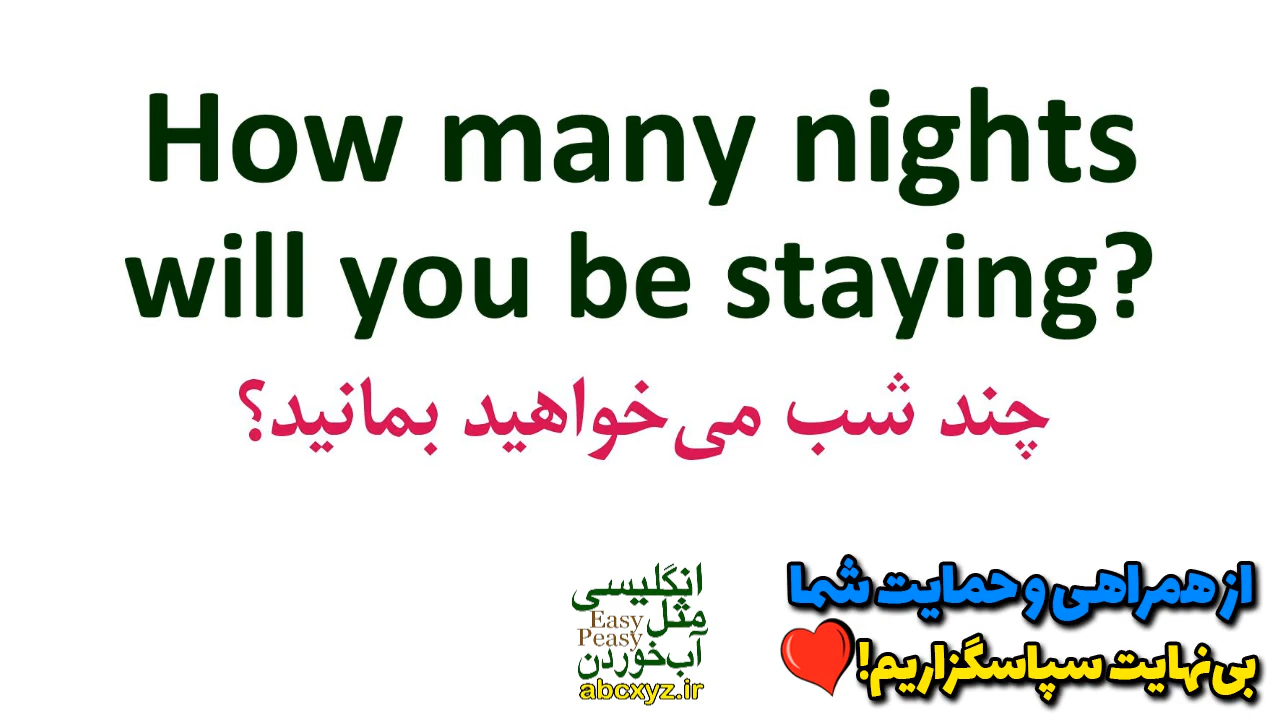 How many nights
will you be staying?
چند شب می‌خواهید بمانید؟
انگلیسی
مثل
Easy
Peasy
آب‌خوردن
abcxyz.ir
از همراهی و حمایت شما
بی‌نهایت سپاسگزاریم!